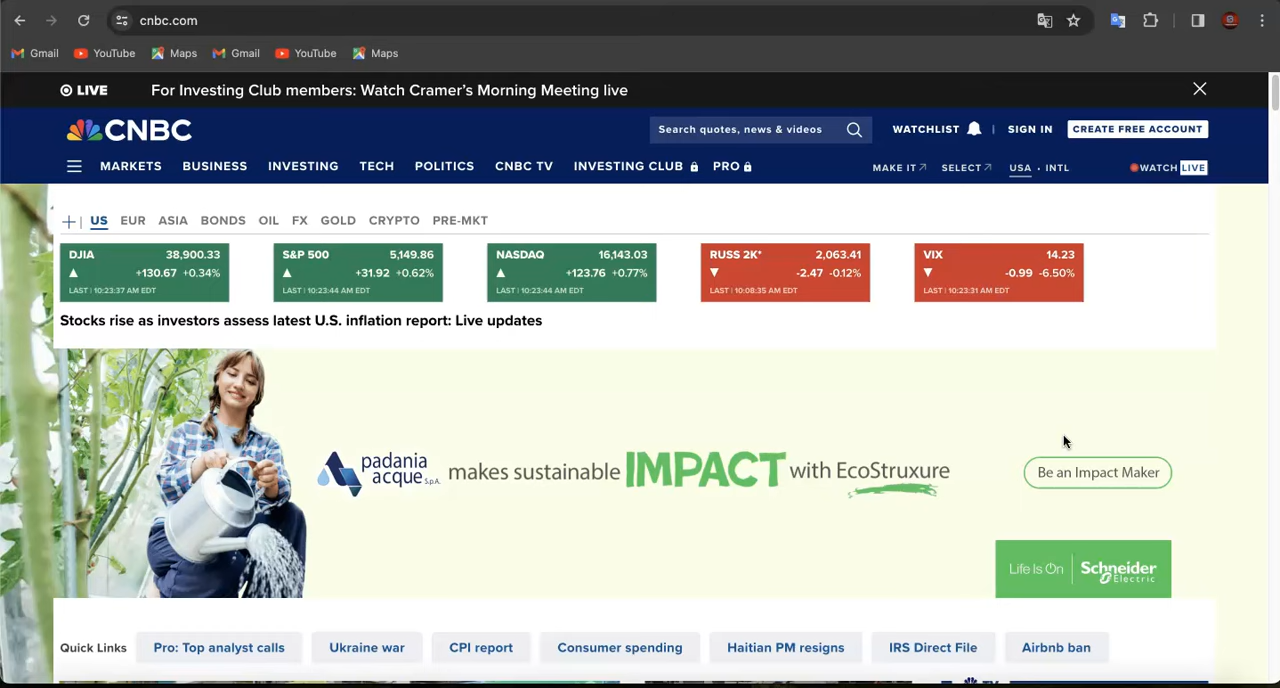 cnbc.com
Gmail YouTube Maps Gmail YouTube Maps
LIVE For Investing Club members: Watch Cramer's Morning Meeting live
CNBC Search quotes, news & videos WATCHLIST | SIGN IN CREATE FREE ACCOUNT
MARKETS BUSINESS INVESTING TECH POLITICS CNBC TV INVESTING CLUB PRO MAKE IT SELECT USA • INTL WATCH LIVE
+ | US EUR ASIA BONDS OIL FX GOLD CRYPTO PRE-MKT
DJIA 38,900.33
+130.67 +0.34%
LAST | 10:23:37 AM EDT
S&P 500 5,149.86
+31.92 +0.62%
LAST | 10:23:44 AM EDT
NASDAQ 16,143.03
+123.76 +0.77%
LAST | 10:23:44 AM EDT
RUSS 2K* 2,063.41
-2.47 -0.12%
LAST | 10:08:35 AM EDT
VIX 14.23
-0.99 -6.50%
LAST | 10:23:31 AM EDT
Stocks rise as investors assess latest U.S. inflation report: Live updates
padania
acque S.p.A. makes sustainable IMPACT with EcoStruxure
Be an Impact Maker
Life Is On | Schneider
Electric
Quick Links Pro: Top analyst calls Ukraine war CPI report Consumer spending Haitian PM resigns IRS Direct File Airbnb ban